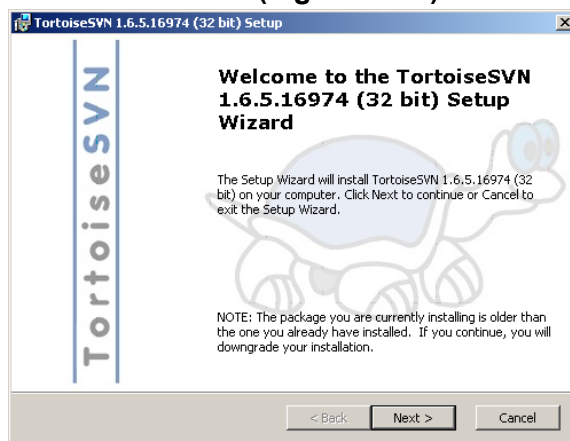 TortoiseSVN 1.6.5.16974 (32 bit) Setup
TortoiseSVN
Welcome to the TortoiseSVN
1.6.5.16974 (32 bit) Setup
Wizard
The Setup Wizard will install TortoiseSVN 1.6.5.16974 (32
bit) on your computer. Click Next to continue or Cancel to
exit the Setup Wizard.
NOTE: The package you are currently installing is older than
the one you already have installed. If you continue, you will
downgrade your installation.
< Back
Next >
Cancel